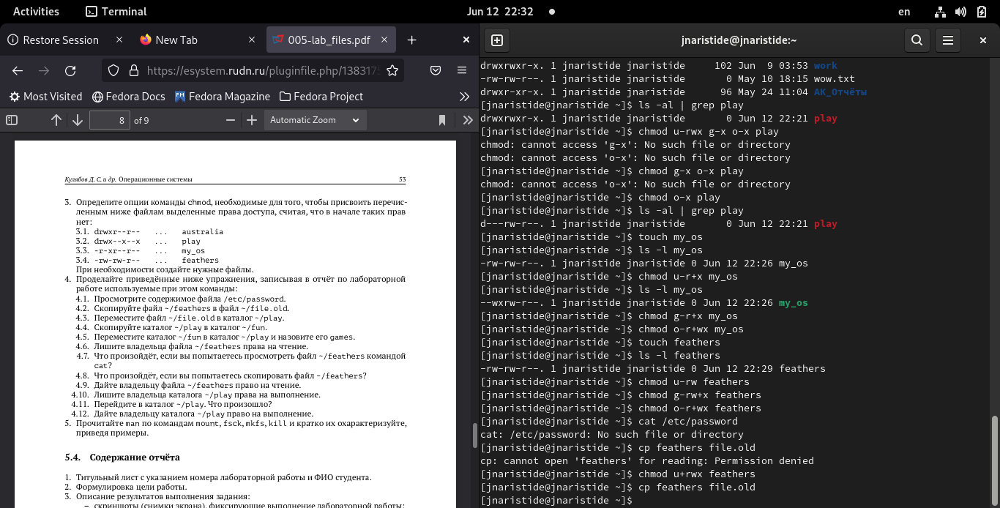 Activities
Terminal
Jun 12 22:32
en
Restore Session
New Tab
005-lab_files.pdf
https://esystem.rudn.ru/pluginfile.php/1383175
Most Visited
Fedora Docs
Fedora Magazine
Fedora Project
8 of 9
Automatic Zoom
Кулябов Д. С. и др. Операционные системы 53
3. Определите опции команды chmod, необходимые для того, чтобы присвоить перечис-
ленным ниже файлам выделенные права доступа, считая, что в начале таких прав
нет:
3.1. drwxr--r-- ... australia
3.2. drwx--x--x ... play
3.3. -r-xr--r-- ... my_os
3.4. -rw-rw-r-- ... feathers
При необходимости создайте нужные файлы.
4. Проделайте приведённые ниже упражнения, записывая в отчёт по лабораторной
работе используемые при этом команды:
4.1. Просмотрите содержимое файла /etc/password.
4.2. Скопируйте файл ~/feathers в файл ~/file.old.
4.3. Переместите файл ~/file.old в каталог ~/play.
4.4. Скопируйте каталог ~/play в каталог ~/fun.
4.5. Переместите каталог ~/fun в каталог ~/play и назовите его games.
4.6. Лишите владельца файла ~/feathers права на чтение.
4.7. Что произойдёт, если вы попытаетесь просмотреть файл ~/feathers командой
cat?
4.8. Что произойдёт, если вы попытаетесь скопировать файл ~/feathers?
4.9. Дайте владельцу файла ~/feathers право на чтение.
4.10. Лишите владельца каталога ~/play права на выполнение.
4.11. Перейдите в каталог ~/play. Что произошло?
4.12. Дайте владельцу каталога ~/play право на выполнение.
5. Прочитайте man по командам mount, fsck, mkfs, kill и кратко их охарактеризуйте,
приведя примеры.
5.4. Содержание отчёта
1. Титульный лист с указанием номера лабораторной работы и ФИО студента.
2. Формулировка цели работы.
3. Описание результатов выполнения задания:
– скриншоты (снимки экрана), фиксирующие выполнение лабораторной работы;
jnaristide@jnaristide:~
drwxrwxr-x. 1 jnaristide jnaristide 102 Jun 9 03:53 work
-rw-rw-r--. 1 jnaristide jnaristide 0 May 10 18:15 wow.txt
drwxr-xr-x. 1 jnaristide jnaristide 96 May 24 11:04 АК_Отчёты
[jnaristide@jnaristide ~]$ ls -al | grep play
drwxrwxr-x. 1 jnaristide jnaristide 0 Jun 12 22:21 play
[jnaristide@jnaristide ~]$ chmod u-rwx g-x o-x play
chmod: cannot access 'g-x': No such file or directory
chmod: cannot access 'o-x': No such file or directory
[jnaristide@jnaristide ~]$ chmod g-x o-x play
chmod: cannot access 'o-x': No such file or directory
[jnaristide@jnaristide ~]$ chmod o-x play
[jnaristide@jnaristide ~]$ ls -al | grep play
d---rw-r--. 1 jnaristide jnaristide 0 Jun 12 22:21 play
[jnaristide@jnaristide ~]$ touch my_os
[jnaristide@jnaristide ~]$ ls -l my_os
-rw-rw-r--. 1 jnaristide jnaristide 0 Jun 12 22:26 my_os
[jnaristide@jnaristide ~]$ chmod u-r+x my_os
[jnaristide@jnaristide ~]$ ls -l my_os
--wxrw-r--. 1 jnaristide jnaristide 0 Jun 12 22:26 my_os
[jnaristide@jnaristide ~]$ chmod g-r+x my_os
[jnaristide@jnaristide ~]$ chmod o-r+wx my_os
[jnaristide@jnaristide ~]$ touch feathers
[jnaristide@jnaristide ~]$ ls -l feathers
-rw-rw-r--. 1 jnaristide jnaristide 0 Jun 12 22:29 feathers
[jnaristide@jnaristide ~]$ chmod u-rw feathers
[jnaristide@jnaristide ~]$ chmod g-rw+x feathers
[jnaristide@jnaristide ~]$ chmod o-r+wx feathers
[jnaristide@jnaristide ~]$ cat /etc/password
cat: /etc/password: No such file or directory
[jnaristide@jnaristide ~]$ cp feathers file.old
cp: cannot open 'feathers' for reading: Permission denied
[jnaristide@jnaristide ~]$ chmod u+rwx feathers
[jnaristide@jnaristide ~]$ cp feathers file.old
[jnaristide@jnaristide ~]$